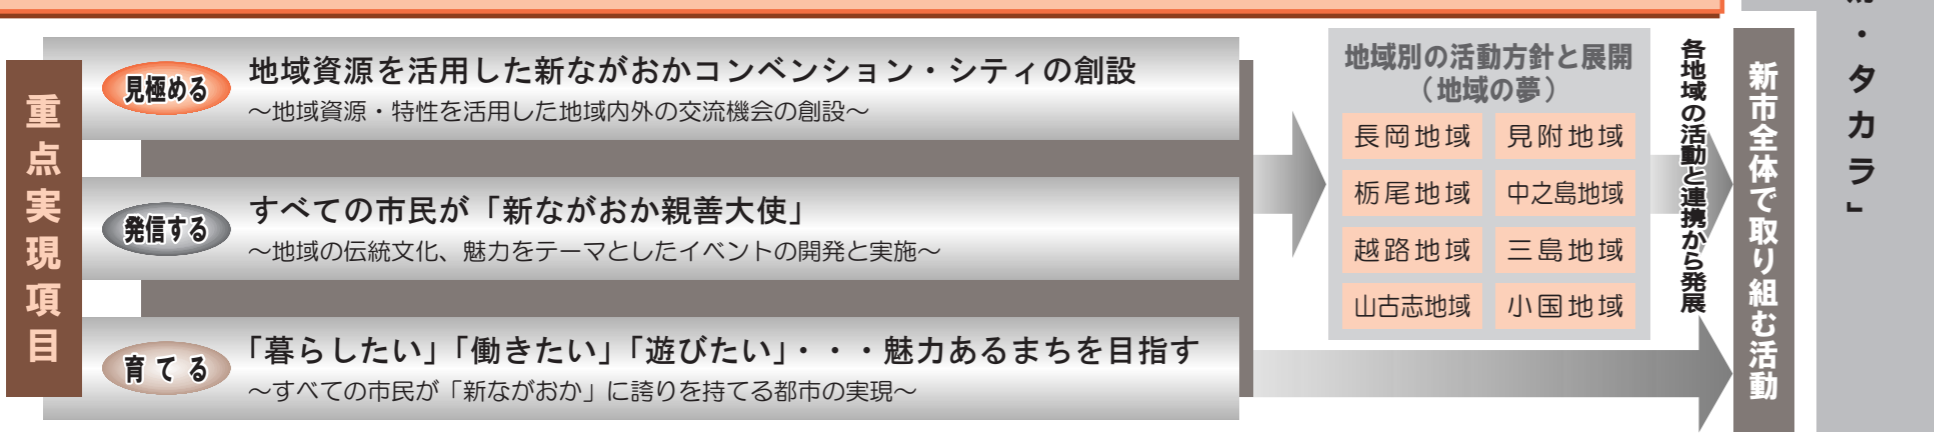 重点実現項目
見極める
地域資源を活用した新ながおかコンベンション・シティの創設
～地域資源・特性を活用した地域内外の交流機会の創設～
発信する
すべての市民が「新ながおか親善大使」
～地域の伝統文化、魅力をテーマとしたイベントの開発と実施～
育てる
「暮らしたい」「働きたい」「遊びたい」・・・魅力あるまちを目指す
～すべての市民が「新ながおか」に誇りを持てる都市の実現～
地域別の活動方針と展開
（地域の夢）
長岡地域
見附地域
栃尾地域
中之島地域
越路地域
三島地域
山古志地域
小国地域
各地域の活動と連携から発展
新市全体で取り組む活動
・タカラ」